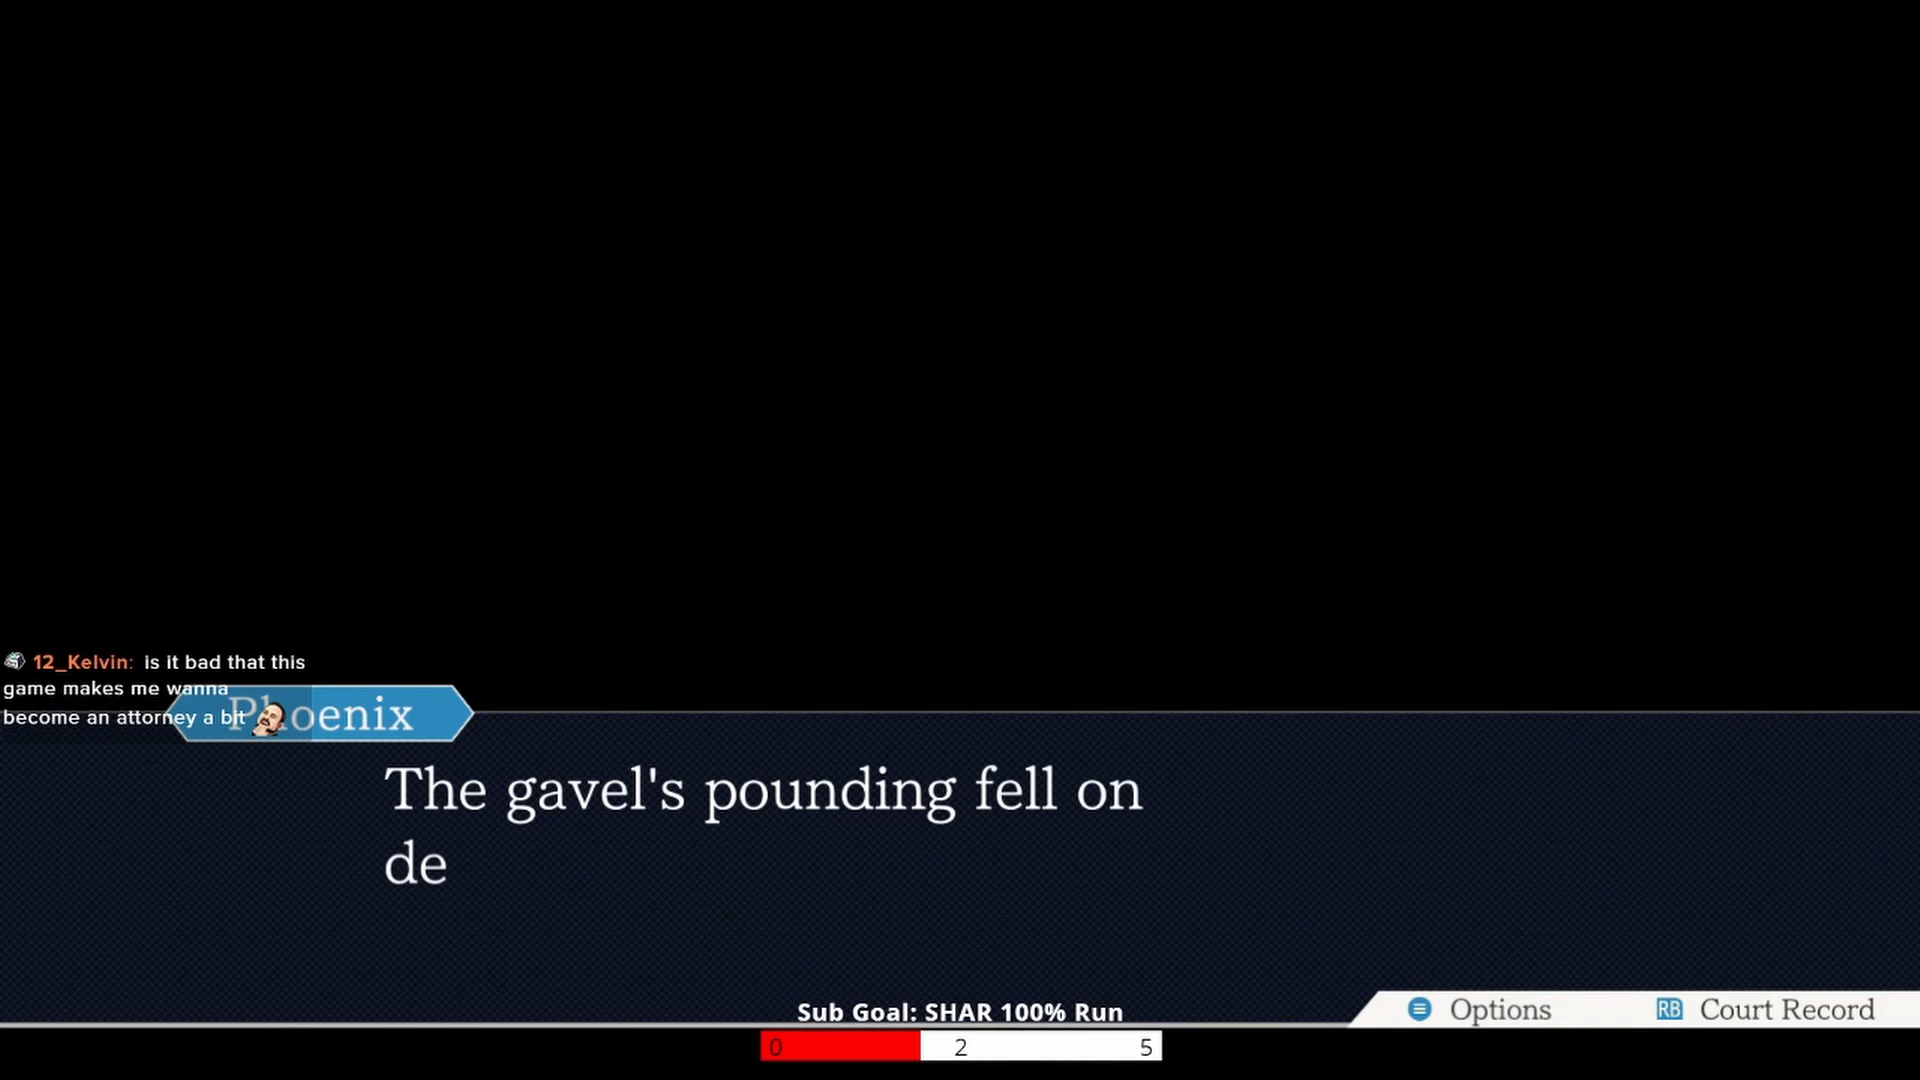 12_Kelvin: is it bad that this
game makes me wanna
become an attorney a bit
Phoenix
The gavel's pounding fell on
de
Sub Goal: SHAR 100% Run
0 2 5
Options
RB Court Record